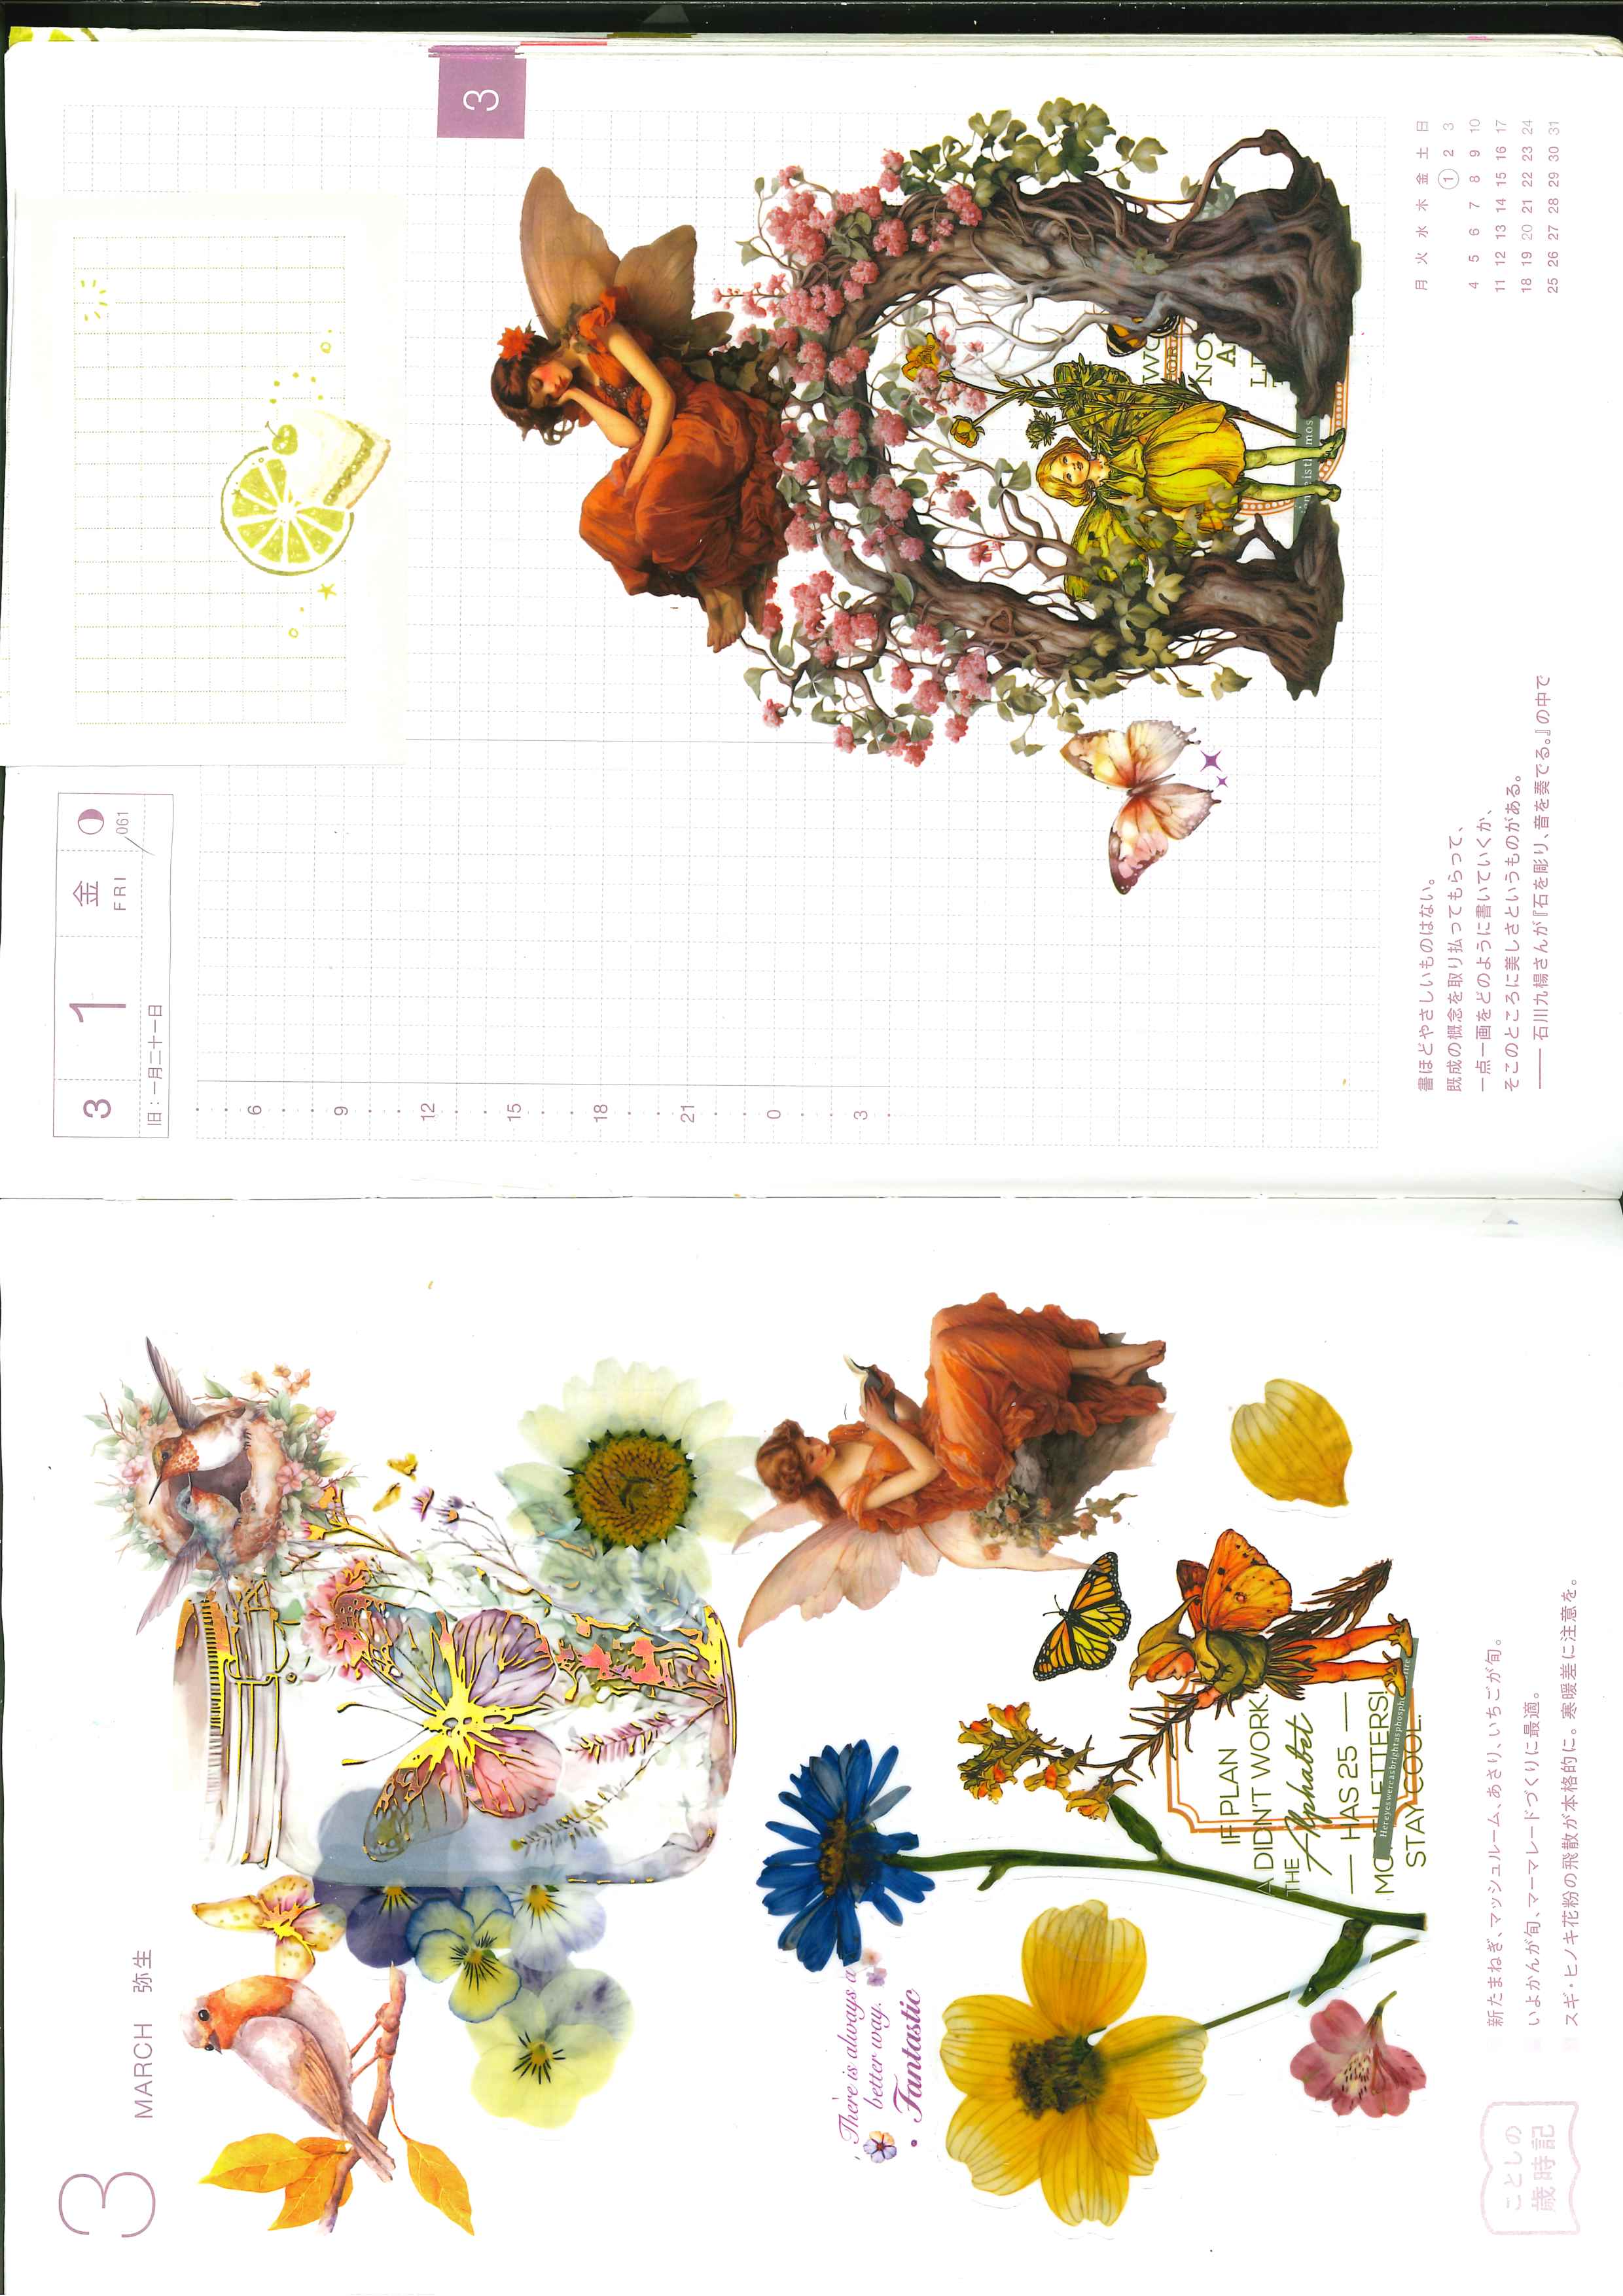 3
MARCH 弥生
There is always a
better way.
Fantastic
IF PLAN
A DIDN'T WORK.
THE Alphabet
HAS 25
LETTERS!
STAY COOL.
ことしの
歳時記
新たまねぎ、マッシュルーム、あさり、いちごが旬。
いよかんが旬、マーマレードづくりに最適。
スギ・ヒノキ花粉の飛散が本格的に。寒暖差に注意を。
3 1 金 FRI 061
旧：一月二十一日
6
9
12
15
18
21
0
3
3
書ほどやさしいものはない。
既成の概念を取り払ってもらって、
一点一画をどのように書いていくか、
そこのところに美しさというものがある。
—— 石川九楊さんが『石を彫り、音を奏でる。』の中で
月 火 水 木 金 土 日
1 2 3
4 5 6 7 8 9 10
11 12 13 14 15 16 17
18 19 20 21 22 23 24
25 26 27 28 29 30 31